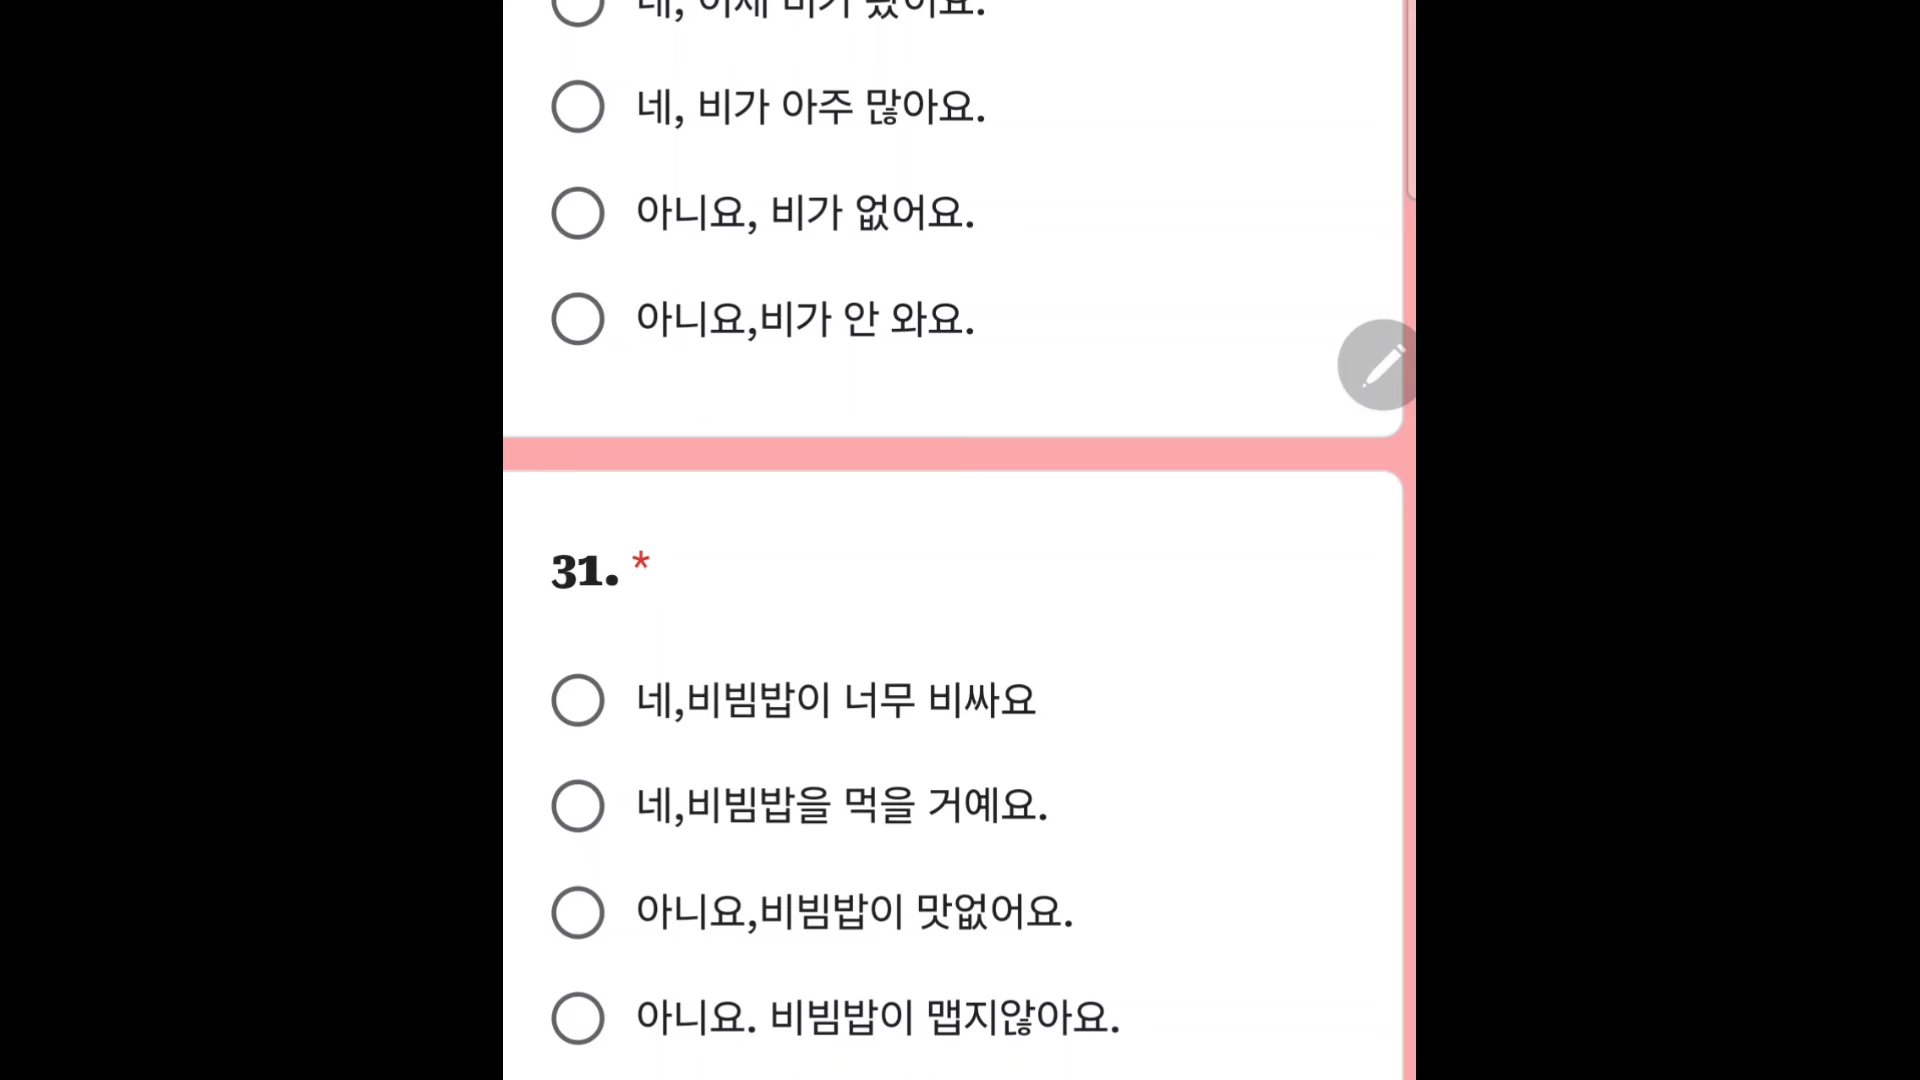 네, 비가 아주 많아요.
아니요, 비가 없어요.
아니요,비가 안 와요.
31. *
네,비빔밥이 너무 비싸요
네,비빔밥을 먹을 거예요.
아니요,비빔밥이 맛없어요.
아니요. 비빔밥이 맵지않아요.